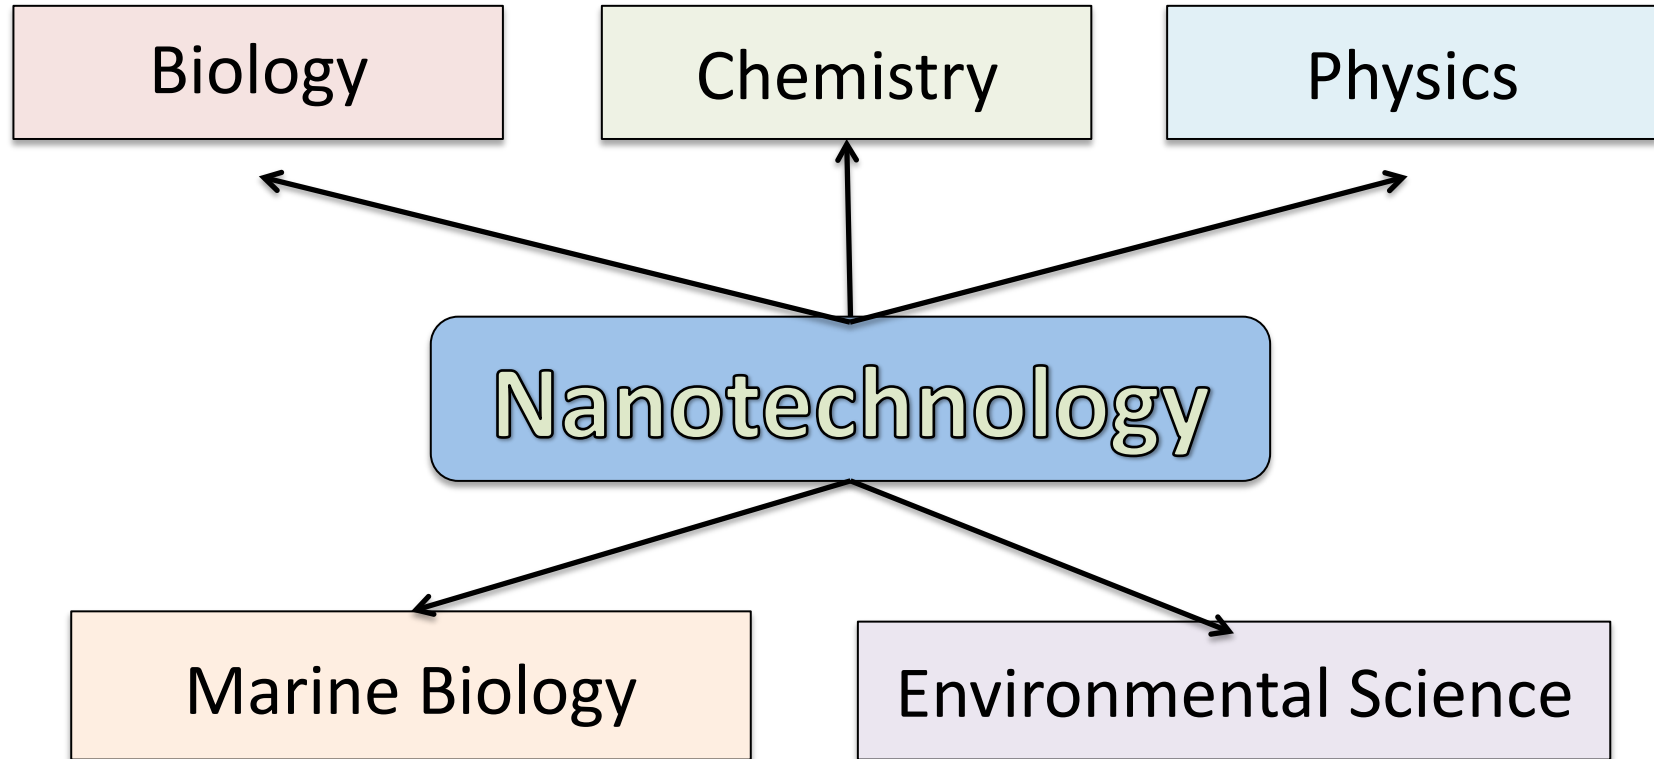 Biology
Chemistry
Physics
Nanotechnology
Marine Biology
Environmental Science